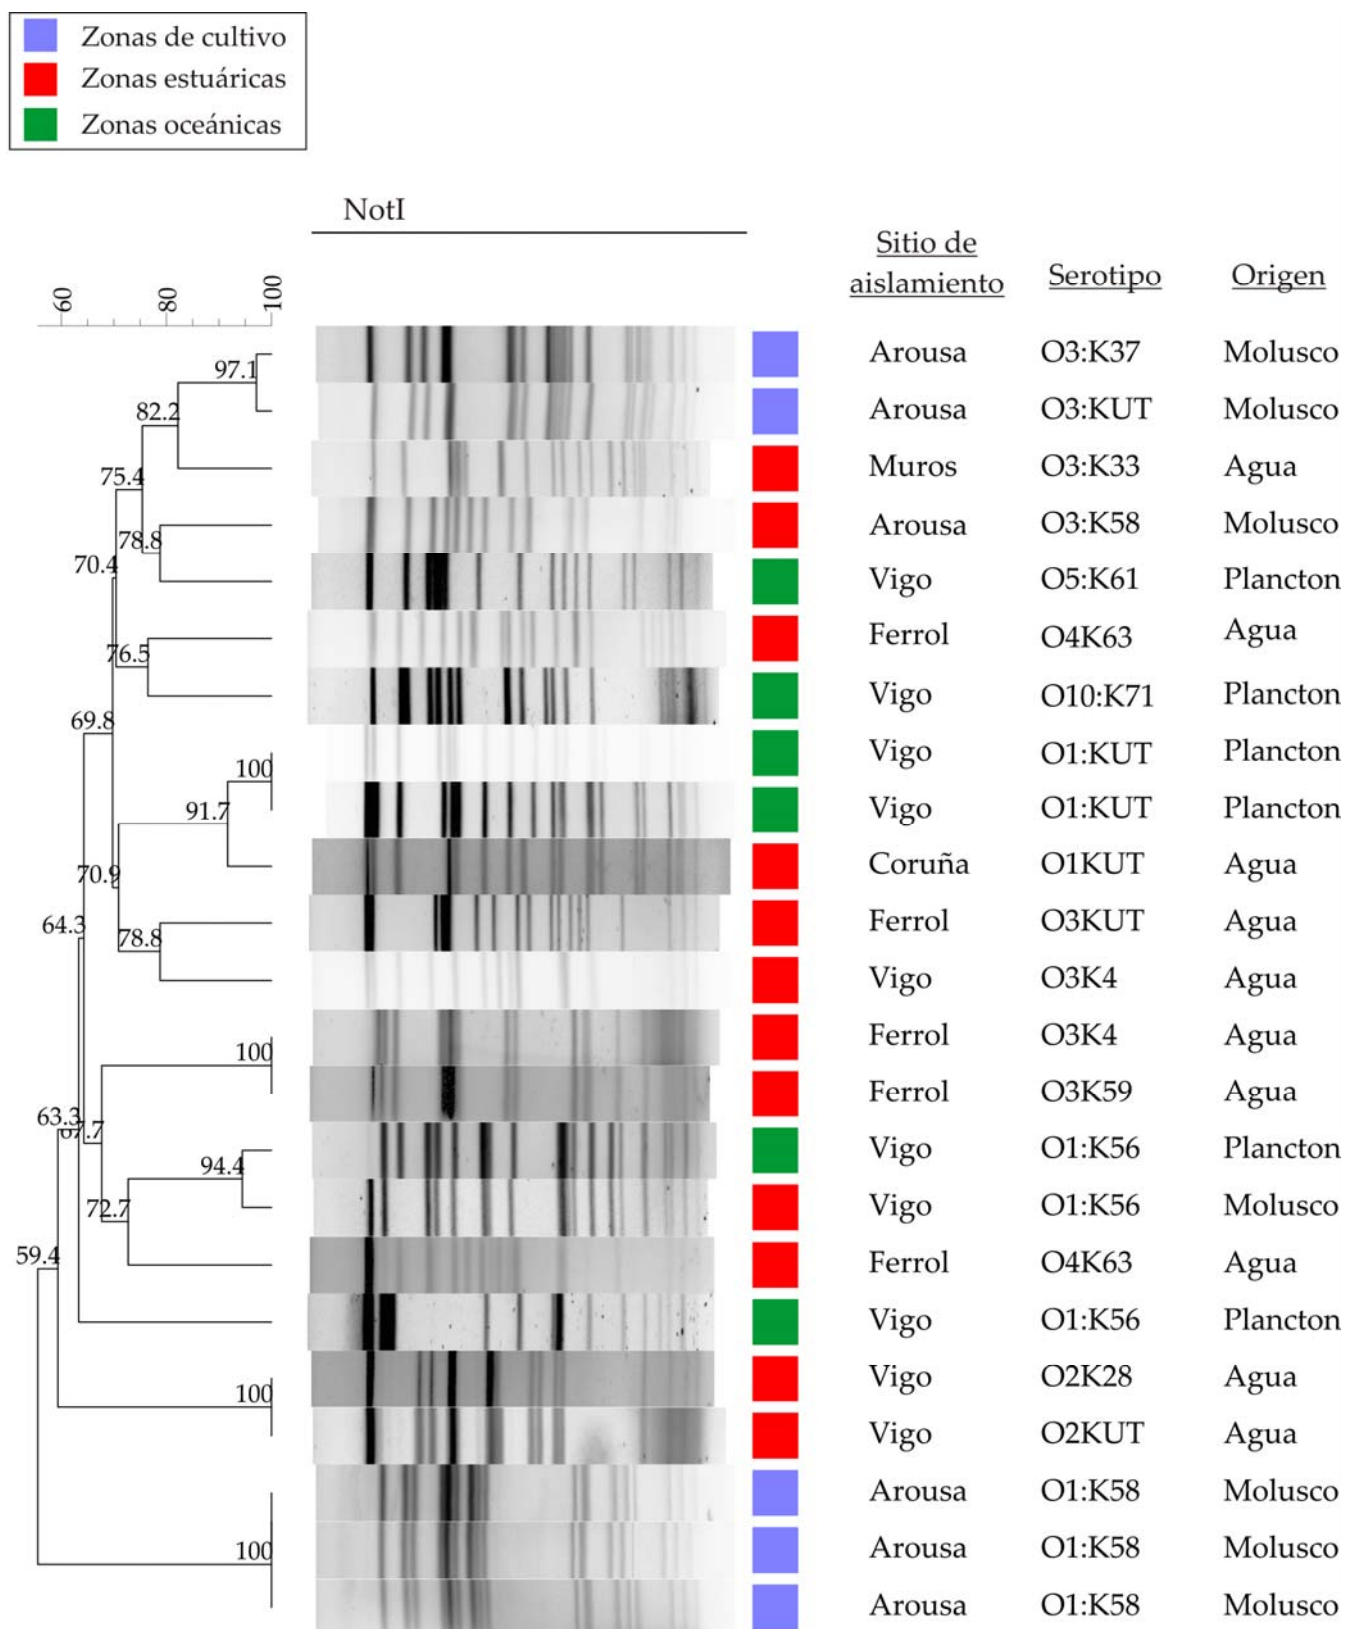 Zonas de cultivo
Zonas estuáricas
Zonas oceánicas
NotI
Sitio de
aislamiento Serotipo Origen
60 80 100
Arousa O3:K37 Molusco
97.1
Arousa O3:KUT Molusco
82.2
Muros O3:K33 Agua
75.4
Arousa O3:K58 Molusco
78.8
70.4
Vigo O5:K61 Plancton
Ferrol O4K63 Agua
76.5
Vigo O10:K71 Plancton
69.8
Vigo O1:KUT Plancton
100
Vigo O1:KUT Plancton
91.7
Coruña O1KUT Agua
70.9
Ferrol O3KUT Agua
64.3
78.8
Vigo O3K4 Agua
Ferrol O3K4 Agua
100
Ferrol O3K59 Agua
63.3
67.7
Vigo O1:K56 Plancton
94.4
Vigo O1:K56 Molusco
72.7
59.4
Ferrol O4K63 Agua
Vigo O1:K56 Plancton
Vigo O2K28 Agua
100
Vigo O2KUT Agua
Arousa O1:K58 Molusco
100
Arousa O1:K58 Molusco
Arousa O1:K58 Molusco